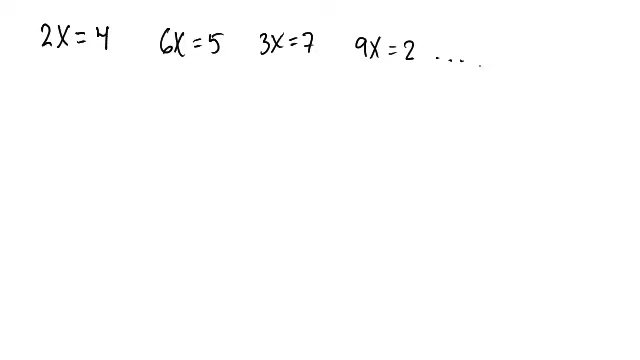 2x = 4 6x = 5 3x = 7 9x = 2 ....